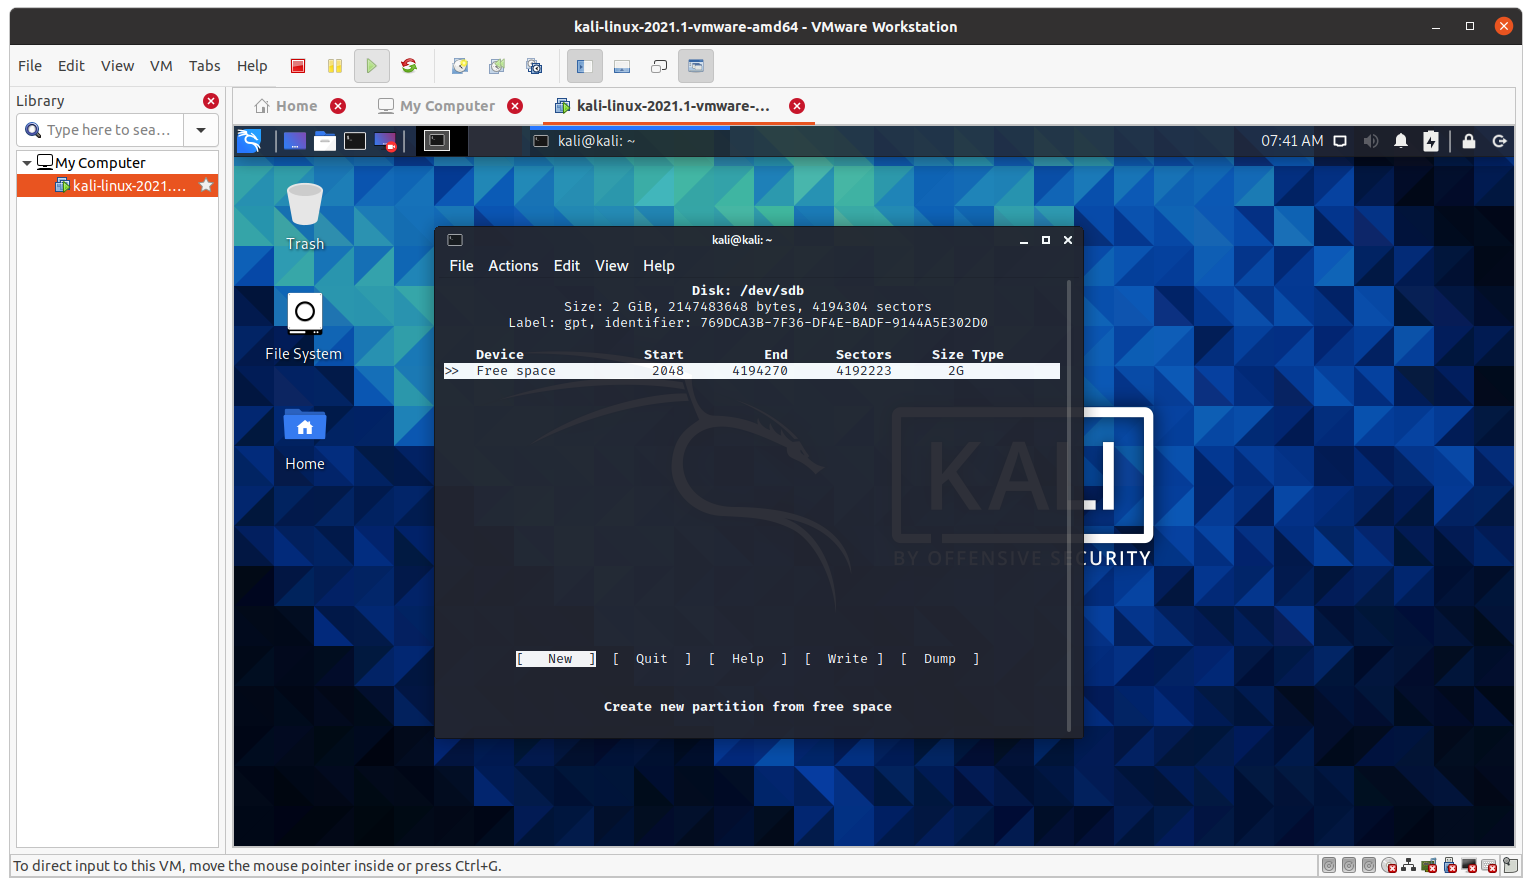 kali-linux-2021.1-vmware-amd64 - VMware Workstation
File Edit View VM Tabs Help
Library
Home
My Computer
kali-linux-2021.1-vmware-...
Type here to sea...
My Computer
kali-linux-2021....
kali@kali: ~
07:41 AM
Trash
File System
Home
kali@kali: ~
File Actions Edit View Help
Disk: /dev/sdb
Size: 2 GiB, 2147483648 bytes, 4194304 sectors
Label: gpt, identifier: 769DCA3B-7F36-DF4E-BADF-9144A5E302D0
Device Start End Sectors Size Type
>> Free space 2048 4194270 4192223 2G
KALI
BY OFFENSIVE SECURITY
[ New ] [ Quit ] [ Help ] [ Write ] [ Dump ]
Create new partition from free space
To direct input to this VM, move the mouse pointer inside or press Ctrl+G.